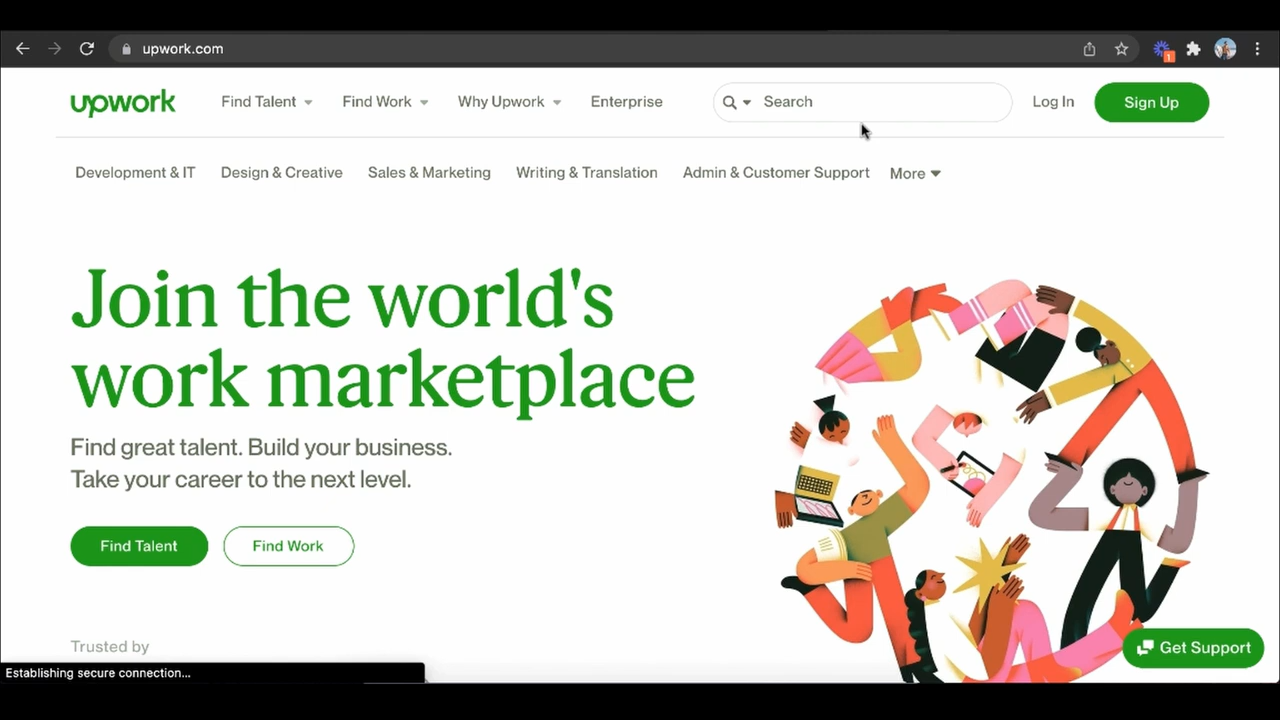 upwork.com
1
upwork
Find Talent
Find Work
Why Upwork
Enterprise
Search
Log In
Sign Up
Development & IT
Design & Creative
Sales & Marketing
Writing & Translation
Admin & Customer Support
More
Join the world's
work marketplace
Find great talent. Build your business.
Take your career to the next level.
Find Talent
Find Work
Trusted by
Get Support
Establishing secure connection...